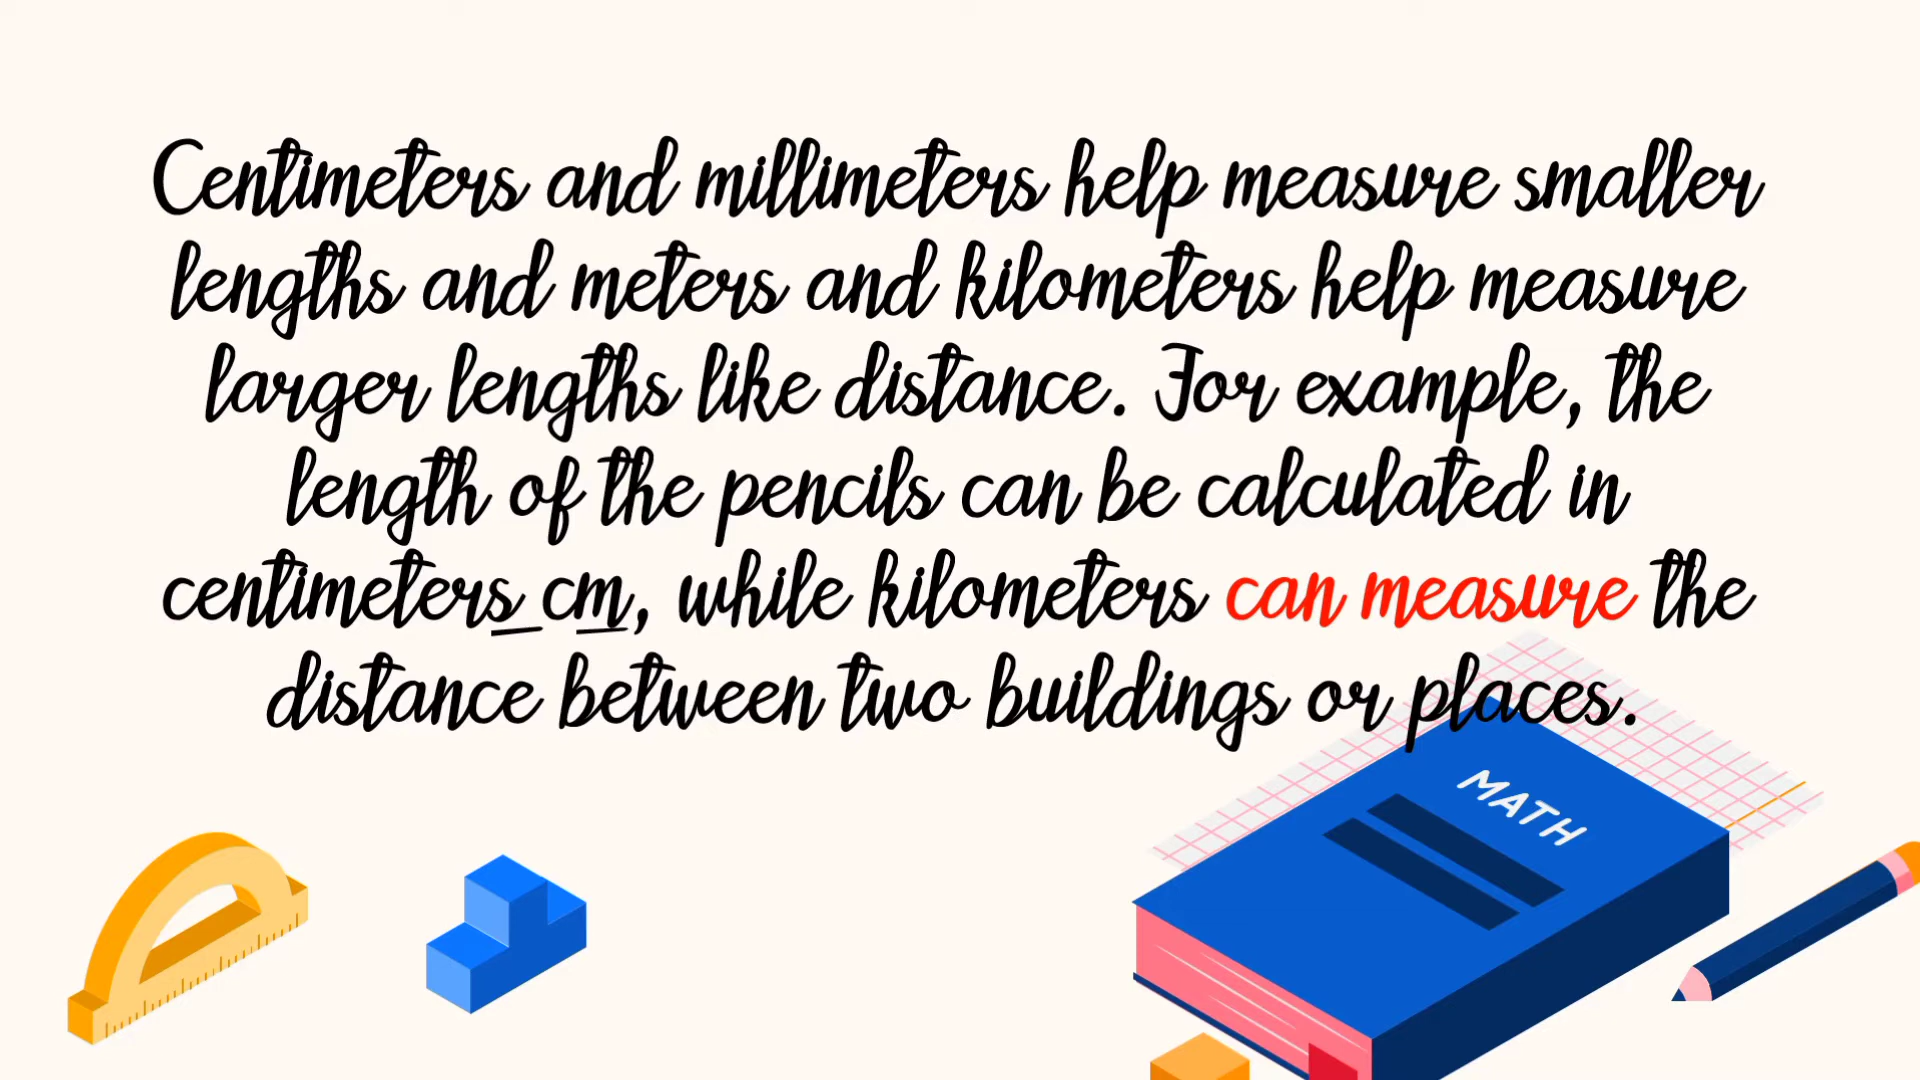 Centimeters and millimeters help measure smaller
lengths and meters and kilometers help measure
larger lengths like distance. For example, the
length of the pencils can be calculated in
centimeters cm, while kilometers can measure the
distance between two buildings or places.
MATH